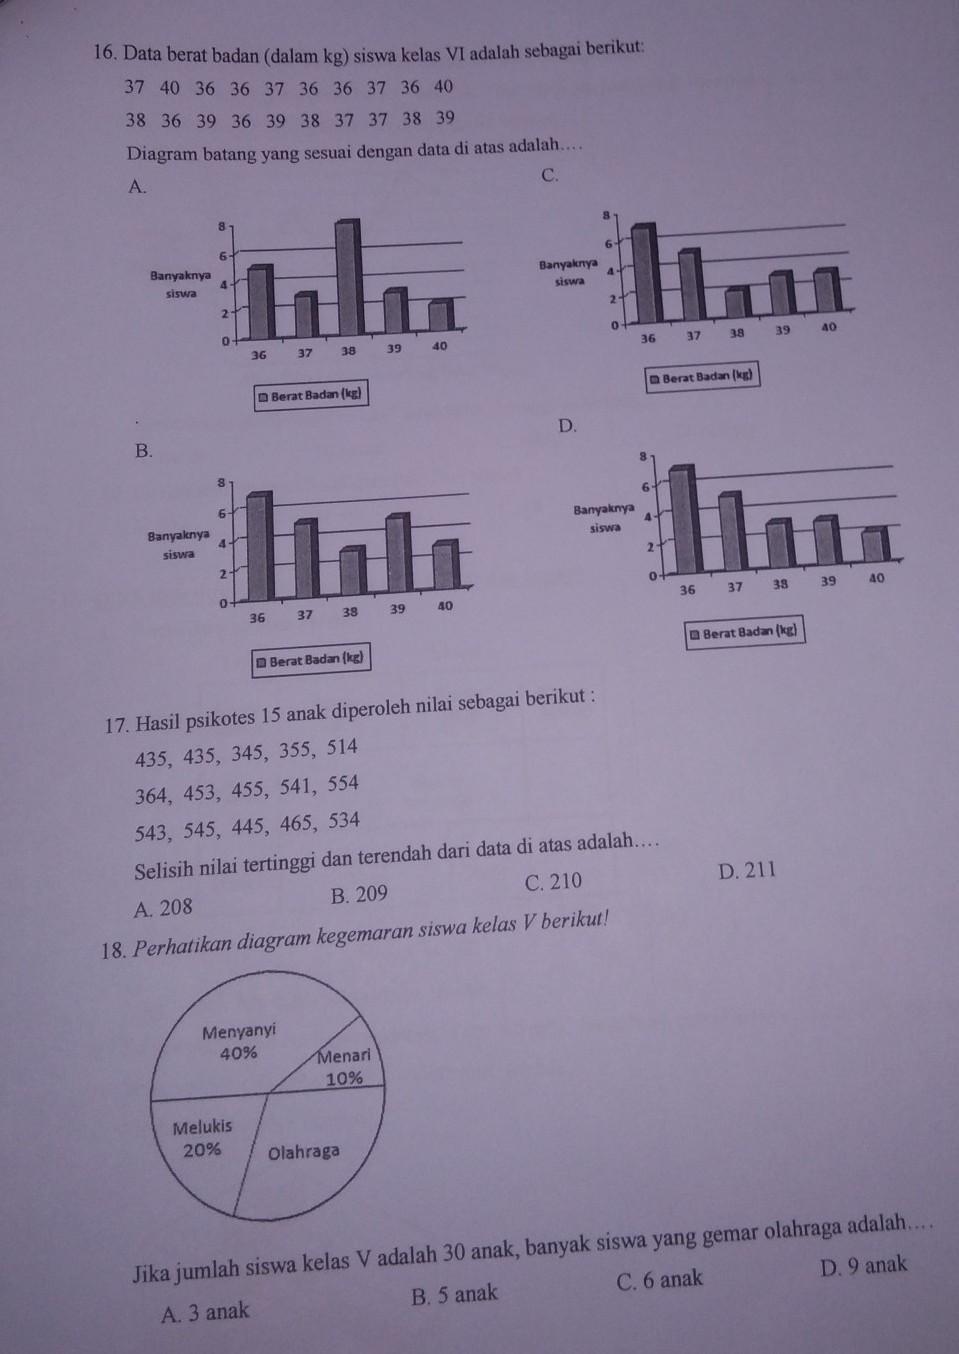 16. Data berat badan (dalam kg) siswa kelas VI adalah sebagai berikut:
37 40 36 36 37 36 36 37 36 40
38 36 39 36 39 38 37 37 38 39
Diagram batang yang sesuai dengan data di atas adalah....
A.
8
6
4
2
0
Banyaknya
siswa
36 37 38 39 40
Berat Badan (kg)
C.
8
6
4
2
0
Banyaknya
siswa
36 37 38 39 40
Berat Badan (kg)
B.
8
6
4
2
0
Banyaknya
siswa
36 37 38 39 40
Berat Badan (kg)
D.
8
6
4
2
0
Banyaknya
siswa
36 37 38 39 40
Berat Badan (kg)
17. Hasil psikotes 15 anak diperoleh nilai sebagai berikut :
435, 435, 345, 355, 514
364, 453, 455, 541, 554
543, 545, 445, 465, 534
Selisih nilai tertinggi dan terendah dari data di atas adalah....
A. 208 B. 209 C. 210 D. 211
18. Perhatikan diagram kegemaran siswa kelas V berikut!
Menyanyi
40%
Menari
10%
Melukis
20%
Olahraga
Jika jumlah siswa kelas V adalah 30 anak, banyak siswa yang gemar olahraga adalah....
A. 3 anak B. 5 anak C. 6 anak D. 9 anak